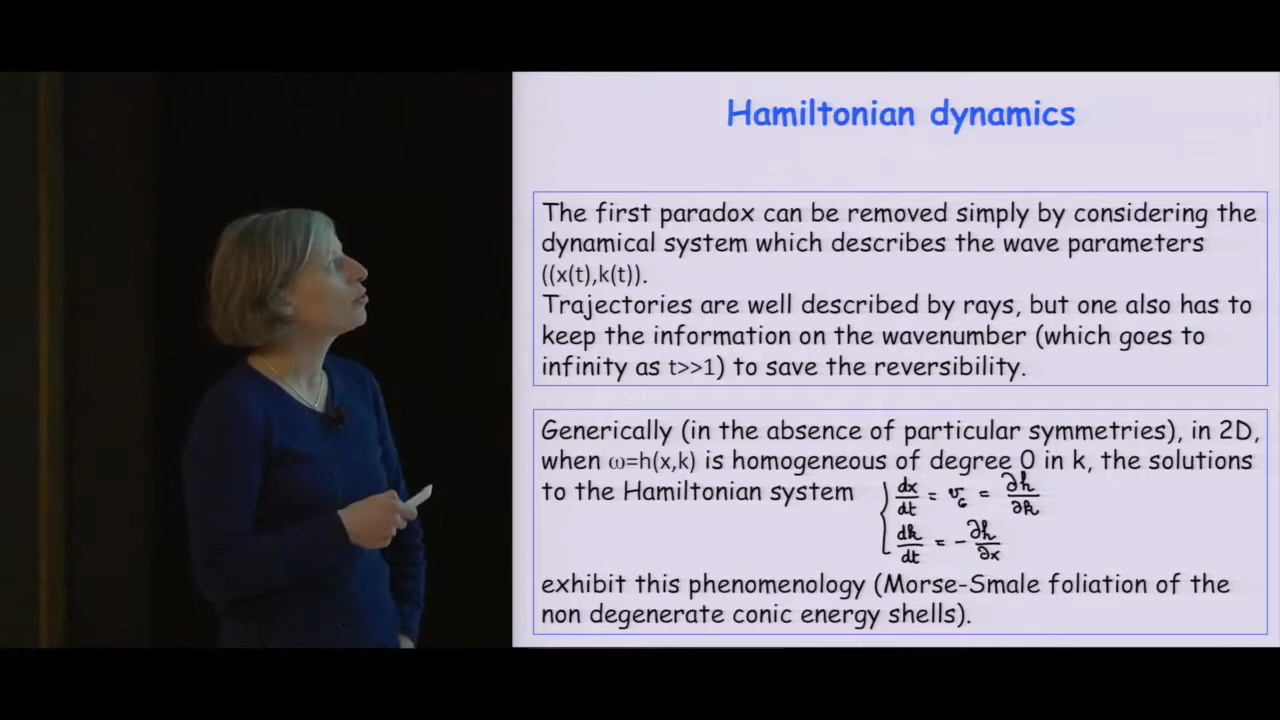 Hamiltonian dynamics
The first paradox can be removed simply by considering the
dynamical system which describes the wave parameters
((x(t),k(t)).
Trajectories are well described by rays, but one also has to
keep the information on the wavenumber (which goes to
infinity as t>>1) to save the reversibility.
Generically (in the absence of particular symmetries), in 2D,
when ω=h(x,k) is homogeneous of degree 0 in k, the solutions
to the Hamiltonian system { dx/dt = v_G = ∂h/∂k
dk/dt = -∂h/∂x
exhibit this phenomenology (Morse-Smale foliation of the
non degenerate conic energy shells).